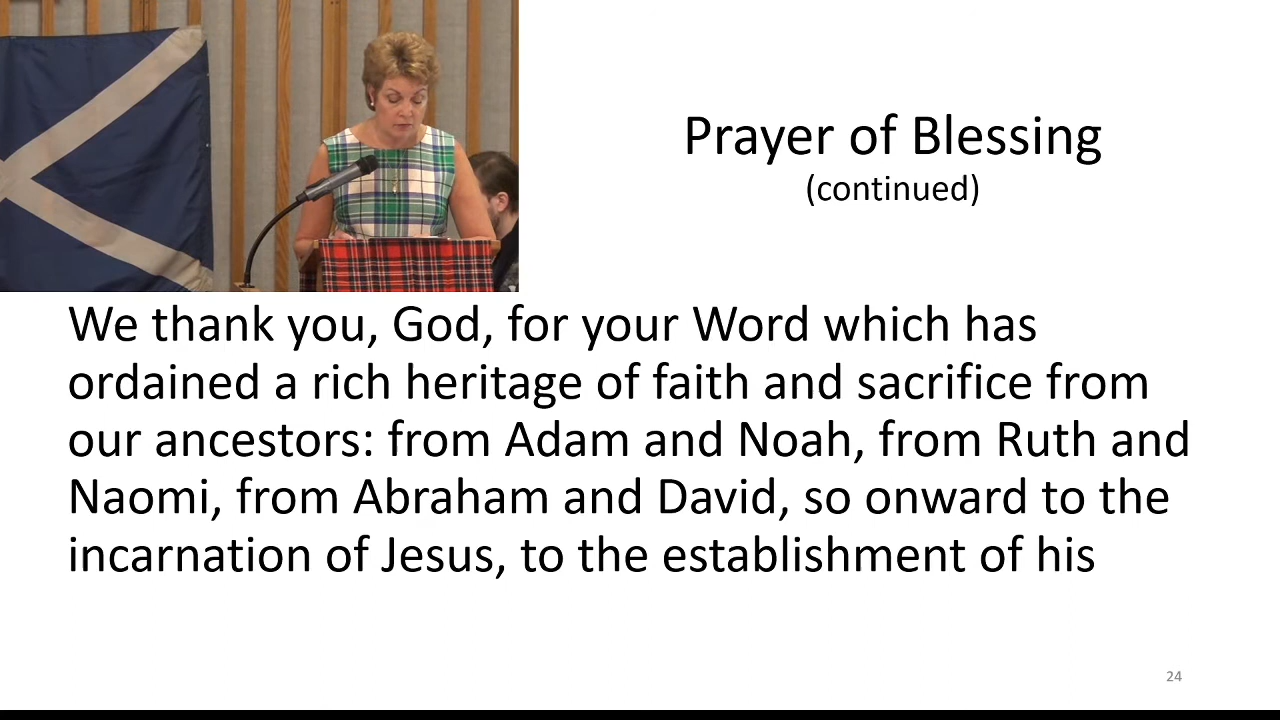 Prayer of Blessing
(continued)
We thank you, God, for your Word which has
ordained a rich heritage of faith and sacrifice from
our ancestors: from Adam and Noah, from Ruth and
Naomi, from Abraham and David, so onward to the
incarnation of Jesus, to the establishment of his
24